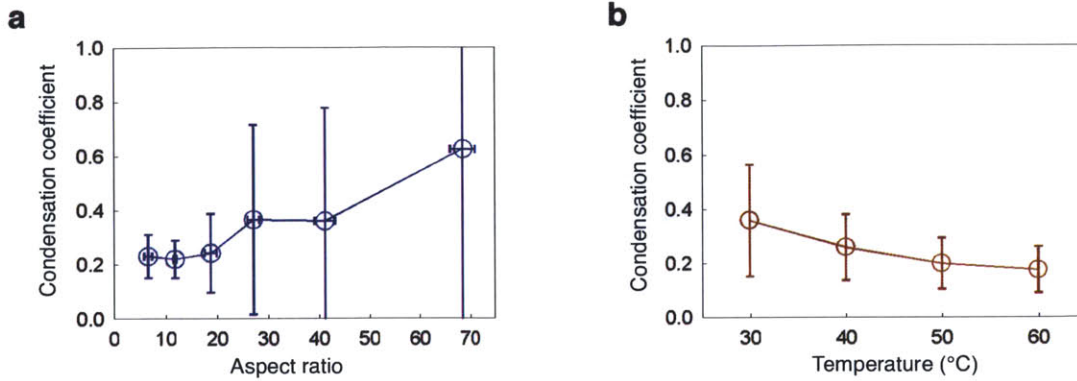 a
Condensation coefficient
1.0
0.8
0.6
0.4
0.2
0.0
0 10 20 30 40 50 60 70
Aspect ratio
b
Condensation coefficient
1.0
0.8
0.6
0.4
0.2
0.0
30 40 50 60
Temperature (°C)